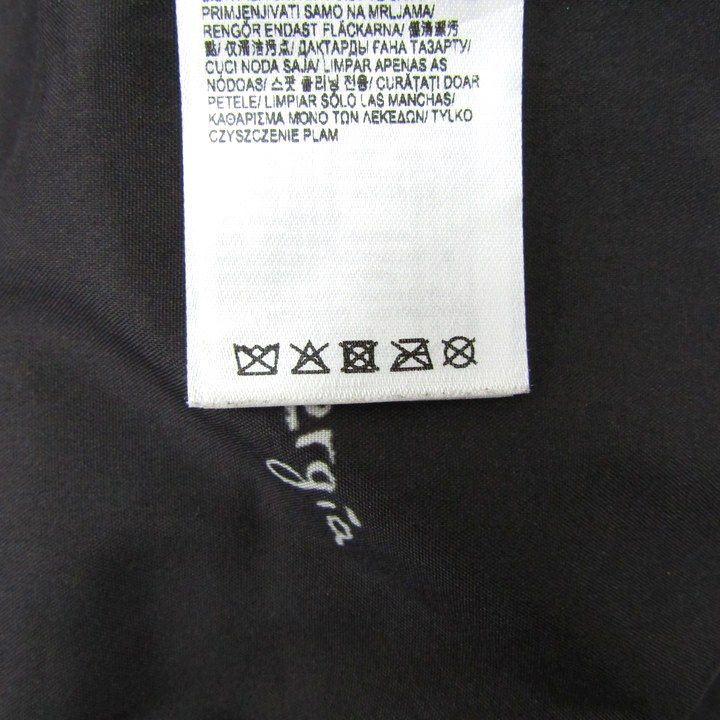 PRIMJENJIVATI SAMO NA MRLJAMA/
RENGÖR ENDAST FLÄCKARNA/ 僅清潔污
點/ 仅清洁污点/ ДАҚТАРДЫ ҒАНА ТАЗАРТУ/
CUCI NODA SAJA/ LIMPAR APENAS AS
NÓDOAS/ 스팟 클리닝 전용/ CURĂȚAȚI DOAR
PETELE/ LIMPIAR SÓLO LAS MANCHAS/
ΚΑΘΑΡΙΣΜΑ ΜΟΝΟ ΤΩΝ ΛΕΚΕΔΩΝ/ TYLKO
CZYSZCZENIE PLAM
ergía